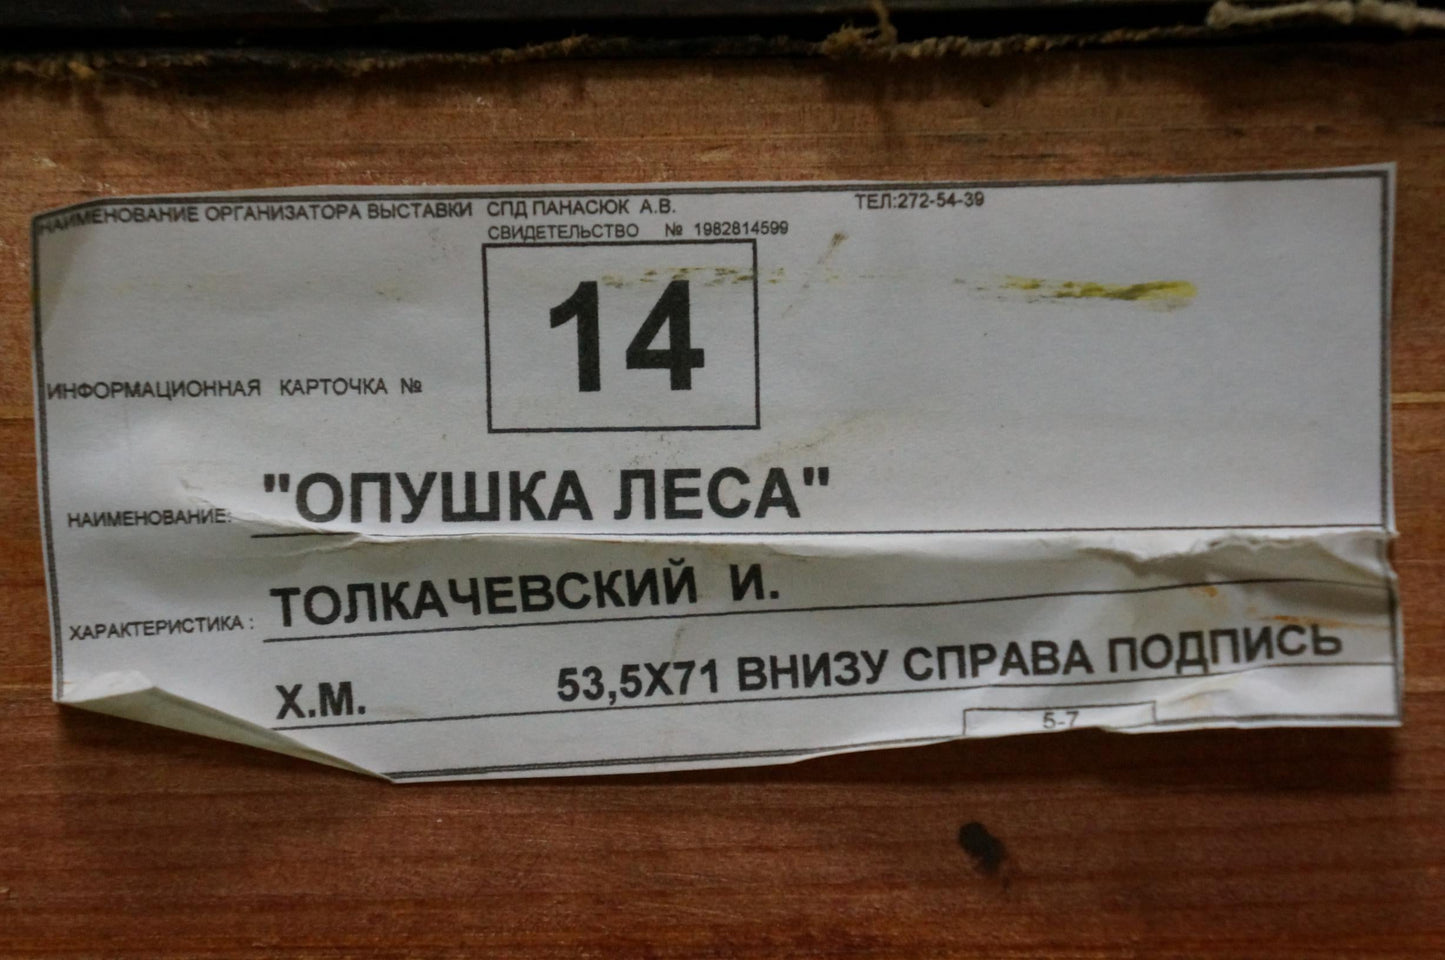 НАИМЕНОВАНИЕ ОРГАНИЗАТОРА ВЫСТАВКИ СПД ПАНАСЮК А.В. ТЕЛ:272-54-39
СВИДЕТЕЛЬСТВО № 1982814599
14
ИНФОРМАЦИОННАЯ КАРТОЧКА №
НАИМЕНОВАНИЕ: "ОПУШКА ЛЕСА"
ХАРАКТЕРИСТИКА : ТОЛКАЧЕВСКИЙ И.
Х.М. 53,5Х71 ВНИЗУ СПРАВА ПОДПИСЬ
5-7